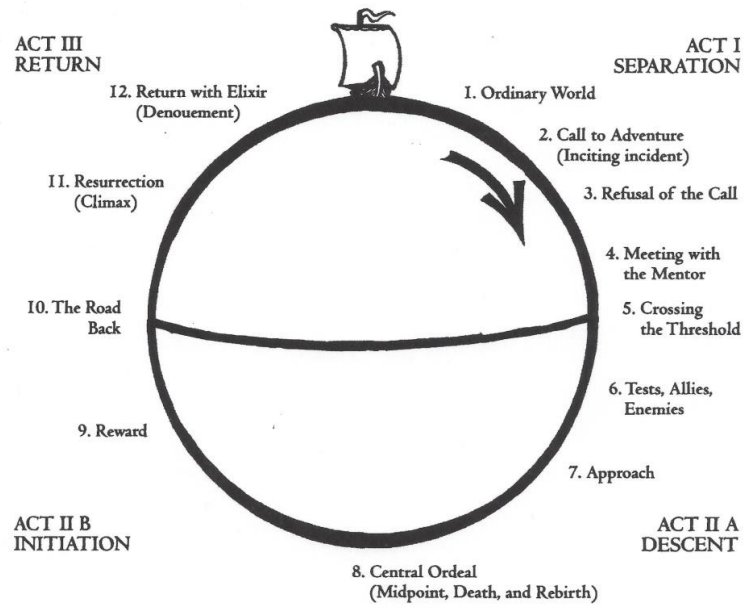 ACT III
RETURN
ACT I
SEPARATION
12. Return with Elixir
(Denouement)
1. Ordinary World
2. Call to Adventure
(Inciting incident)
11. Resurrection
(Climax)
3. Refusal of the Call
4. Meeting with
the Mentor
10. The Road
Back
5. Crossing
the Threshold
6. Tests, Allies,
Enemies
9. Reward
7. Approach
ACT II B
INITIATION
ACT II A
DESCENT
8. Central Ordeal
(Midpoint, Death, and Rebirth)